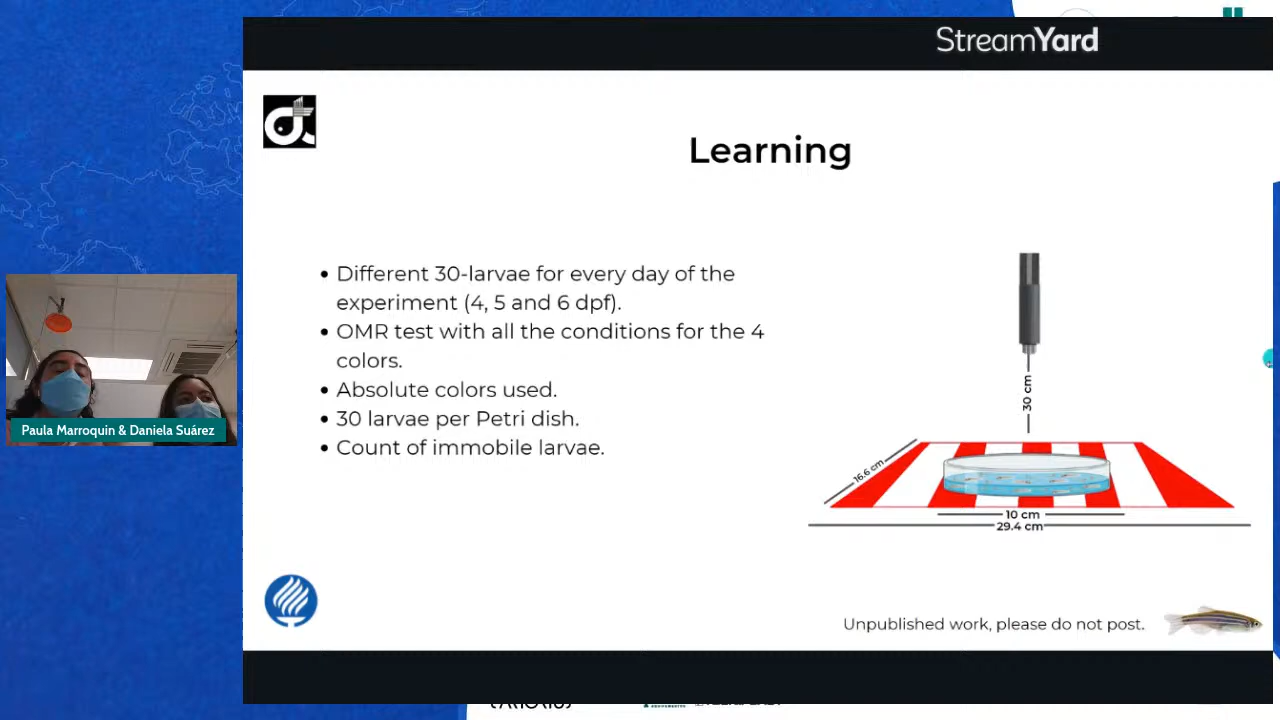 StreamYard
Learning
• Different 30-larvae for every day of the
experiment (4, 5 and 6 dpf).
• OMR test with all the conditions for the 4
colors.
• Absolute colors used.
• 30 larvae per Petri dish.
• Count of immobile larvae.
30 cm
16.6 cm
10 cm
29.4 cm
Paula Marroquin & Daniela Suárez
Unpublished work, please do not post.